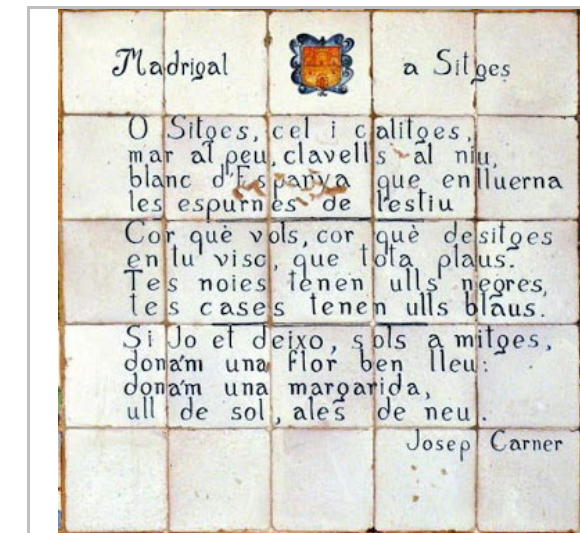 Madrigal a Sitges
O Sitges, cel i calitges,
mar al peu, clavells al niu,
blanc d'Espanya que enlluerna
les espurnes de l'estiu
Cor què vols, cor què desitges
en tu visc, que tota plaus.
Tes noies tenen ulls negres,
tes cases tenen ulls blaus.
Si Jo et deixo, sols a mitges,
dona'm una flor ben lleu:
dona'm una margarida,
ull de sol, ales de neu.
Josep Carner